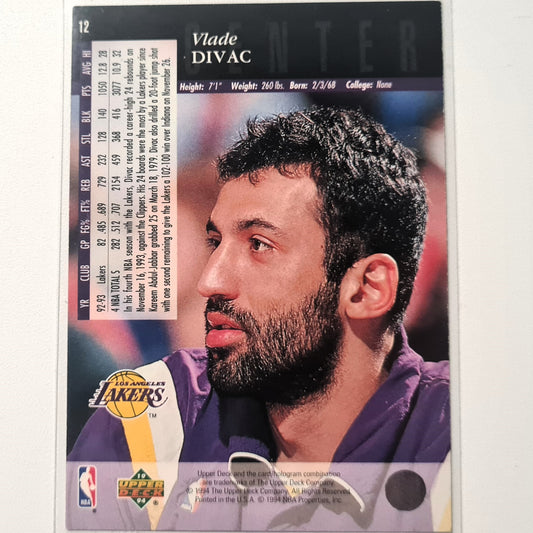 12
CENTER
Vlade
DIVAC
Height: 7'1" Weight: 260 lbs. Born: 2/3/68 College: None
YR CLUB GP FG% FT% REB AST STL BLK PTS AVG HI
92-93 Lakers 82 .485 .689 729 232 128 140 1050 12.8 28
4 NBA TOTALS 282 .512 .707 2154 459 368 416 3077 10.9 32
In his fourth NBA season with the Lakers, Divac recorded a career-high 24 rebounds on
November 16, 1993, against the Clippers. His 24 boards were the most by a Lakers player since
Kareem Abdul-Jabbar grabbed 25 on March 18, 1979. Divac also drilled a 20-foot jump shot
with one second remaining to give the Lakers a 102-100 win over Indiana on November 26.
LOS ANGELES
LAKERS
TM
NBA
19
UPPER DECK
94
®
Upper Deck and the card/hologram combination
are trademarks of The Upper Deck Company.
© 1994 The Upper Deck Company. All Rights Reserved.
Printed in the U.S.A. © 1994 NBA Properties, Inc.